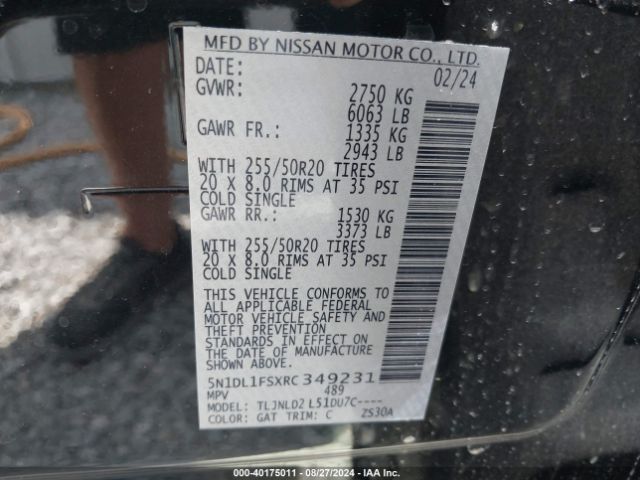 MFD BY NISSAN MOTOR CO., LTD.
DATE: 02/24
GVWR: 2750 KG
6063 LB
GAWR FR.: 1335 KG
2943 LB
WITH 255/50R20 TIRES
20 X 8.0 RIMS AT 35 PSI
COLD SINGLE
GAWR RR.: 1530 KG
3373 LB
WITH 255/50R20 TIRES
20 X 8.0 RIMS AT 35 PSI
COLD SINGLE
THIS VEHICLE CONFORMS TO
ALL APPLICABLE FEDERAL
MOTOR VEHICLE SAFETY AND
THEFT PREVENTION
STANDARDS IN EFFECT ON
THE DATE OF MANUFACTURE
SHOWN ABOVE.
5N1DL1FSXRC349231
MPV 489
MODEL: TLJNLD2 L51DU7C----
COLOR: GAT TRIM: C ZS30A
000-40175011 - 08/27/2024 - IAA Inc.